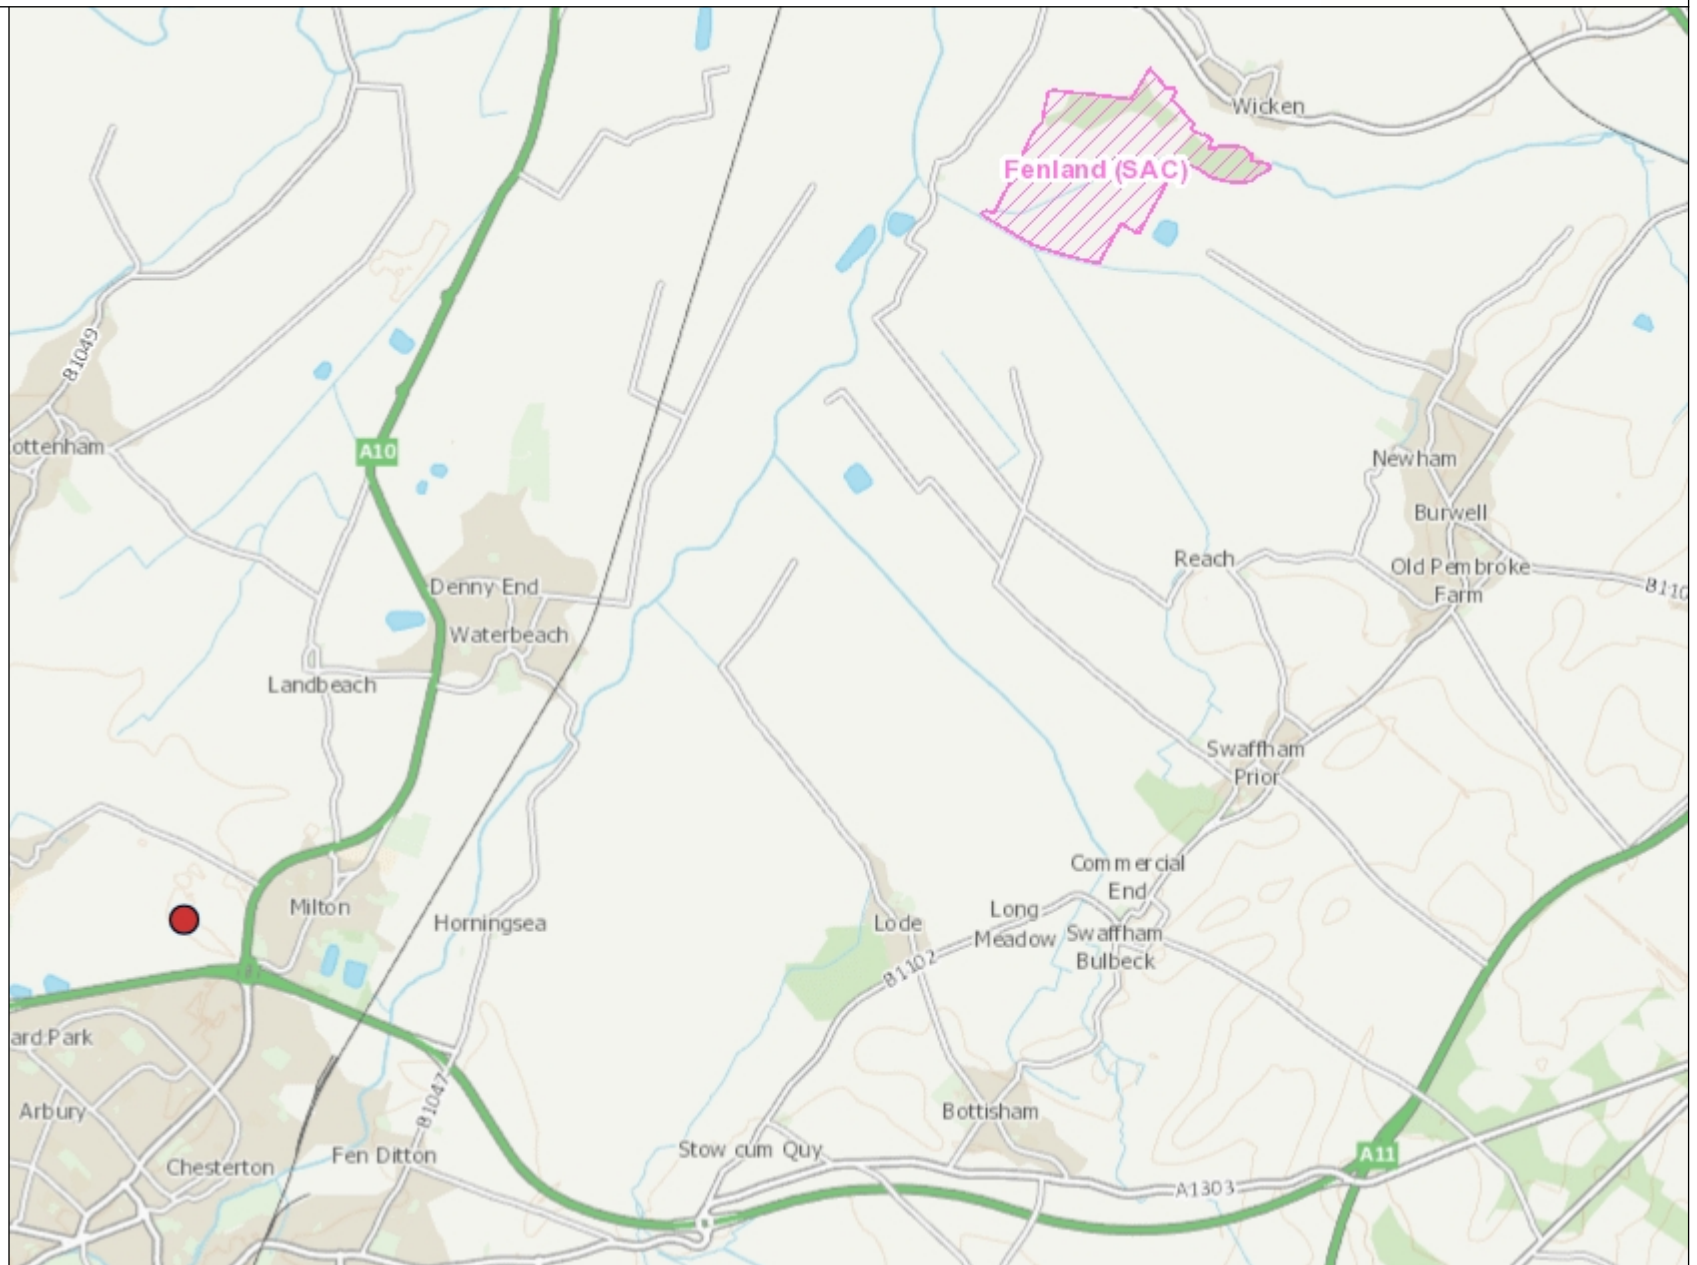 Wicken
Fenland (SAC)
B1049
ottenham
A10
Newham
Burwell
Reach
Old Pembroke
Farm
B110
Denny End
Waterbeach
Landbeach
Swaffham
Prior
Commercial
End
Milton
Horningsea
Lode
Long
Meadow
Swaffham
Bulbeck
B1102
ard Park
Arbury
B1047
Bottisham
Chesterton
Fen Ditton
Stow cum Quy
A11
A1303